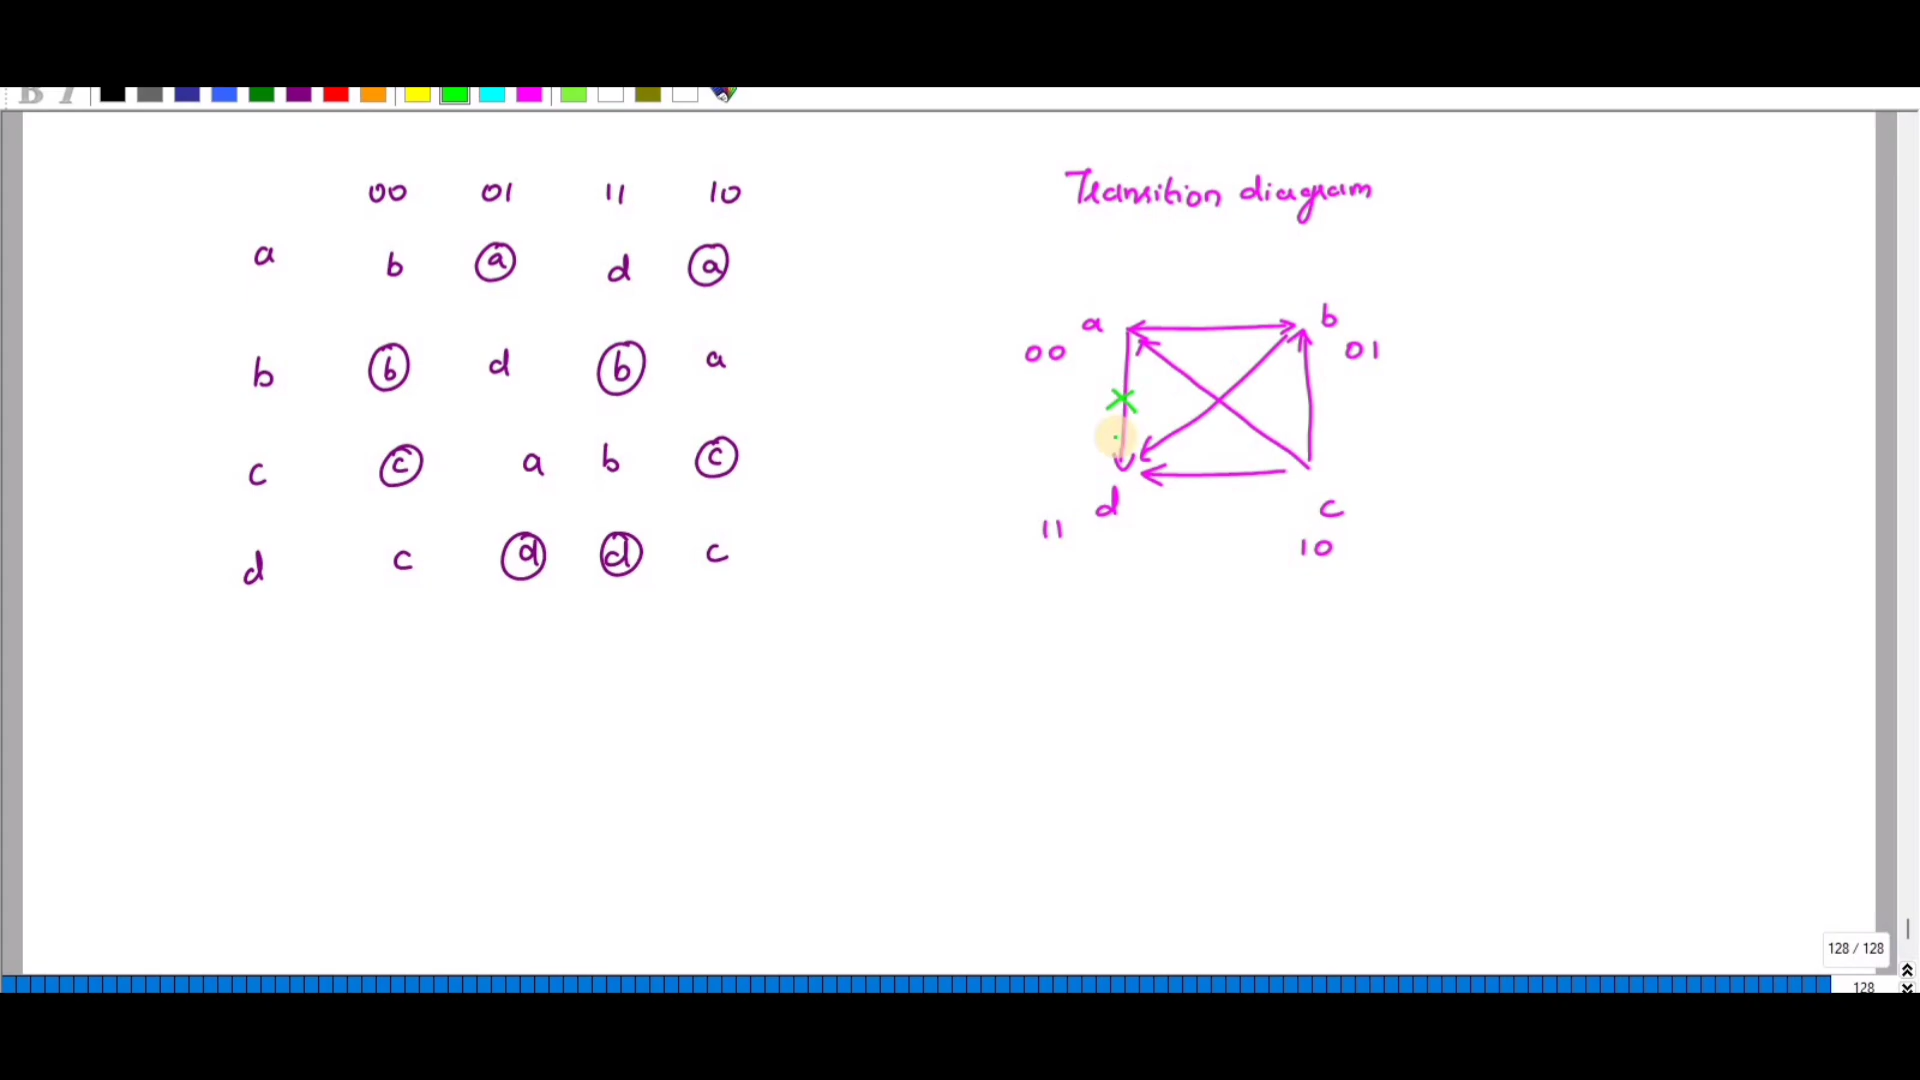 B I
00 01 11 10
a b a d a
b b d b a
c c a b c
d c d d c
Transition diagram
a b
00 01
d c
11 10
128 / 128
128